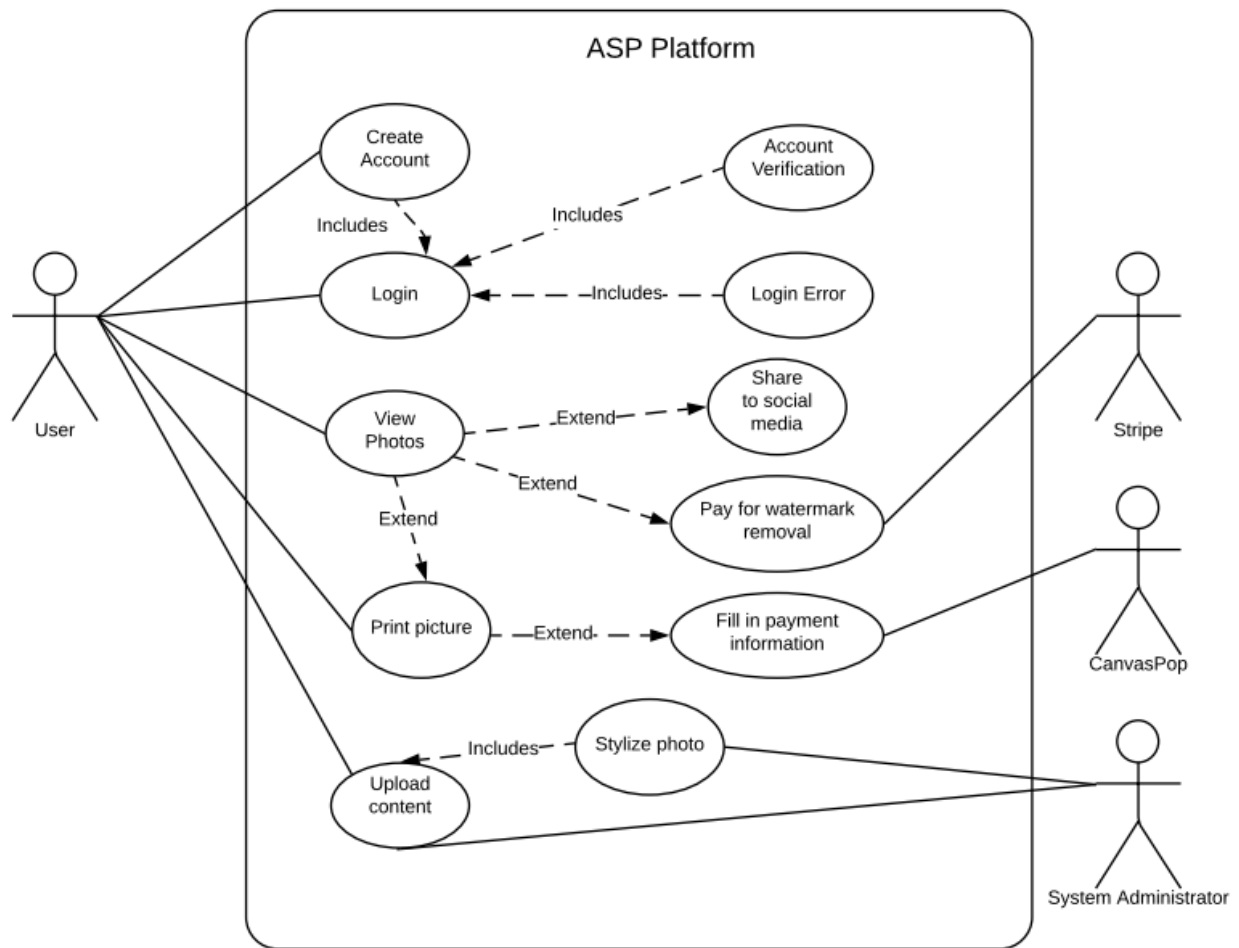 ASP Platform
Create
Account
Account
Verification
Includes
Includes
Login
Includes
Login Error
User
View
Photos
Extend
Share
to social
media
Stripe
Extend
Pay for watermark
removal
Extend
Print picture
Extend
Fill in payment
information
CanvasPop
Includes
Stylize photo
Upload
content
System Administrator